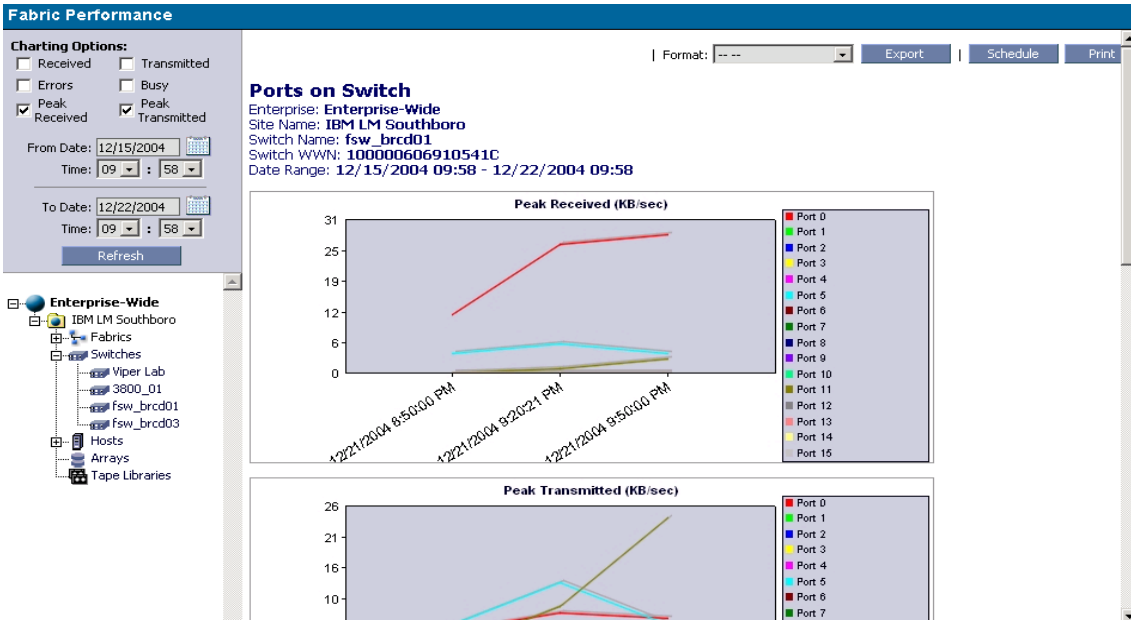 Fabric Performance
Charting Options:
Received Transmitted
Errors Busy
Peak Received Peak Transmitted
From Date: 12/15/2004
Time: 09 : 58
To Date: 12/22/2004
Time: 09 : 58
Refresh
Enterprise-Wide
IBM LM Southboro
Fabrics
Switches
Viper Lab
3800_01
fsw_brcd01
fsw_brcd03
Hosts
Arrays
Tape Libraries
| Format: -- -- Export | Schedule Print
Ports on Switch
Enterprise: Enterprise-Wide
Site Name: IBM LM Southboro
Switch Name: fsw_brcd01
Switch WWN: 100000606910541C
Date Range: 12/15/2004 09:58 - 12/22/2004 09:58
Peak Received (KB/sec)
31
25
19
12
6
0
12/21/2004 8:50:00 PM
12/21/2004 9:20:21 PM
12/21/2004 9:50:00 PM
Port 0
Port 1
Port 2
Port 3
Port 4
Port 5
Port 6
Port 7
Port 8
Port 9
Port 10
Port 11
Port 12
Port 13
Port 14
Port 15
Peak Transmitted (KB/sec)
26
21
16
10
Port 0
Port 1
Port 2
Port 3
Port 4
Port 5
Port 6
Port 7